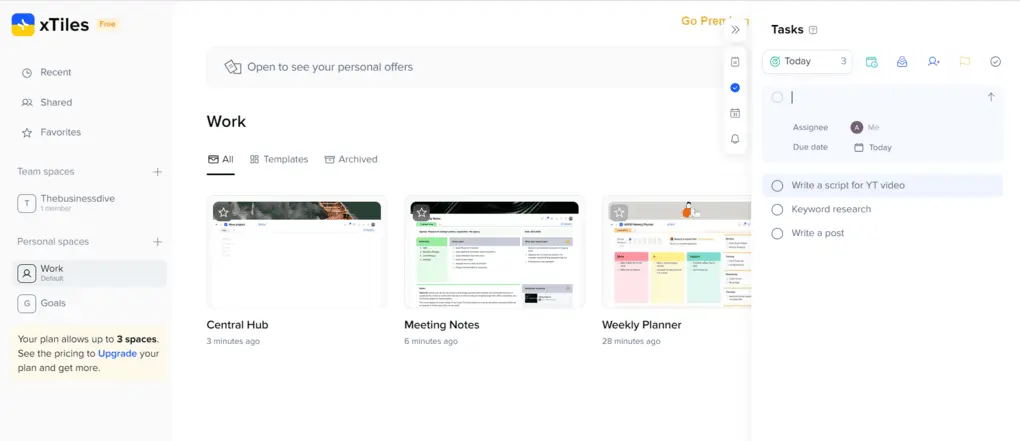 xTiles Free
Recent
Shared
Favorites
Team spaces
T Thebusinessdive
1 member
Personal spaces
Work
Default
G Goals
Your plan allows up to 3 spaces.
See the pricing to Upgrade your
plan and get more.
Go Premium
Open to see your personal offers
Work
All Templates Archived
Central Hub
3 minutes ago
Meeting Notes
6 minutes ago
Weekly Planner
28 minutes ago
Tasks
Today 3
Assignee A Me
Due date Today
Write a script for YT video
Keyword research
Write a post